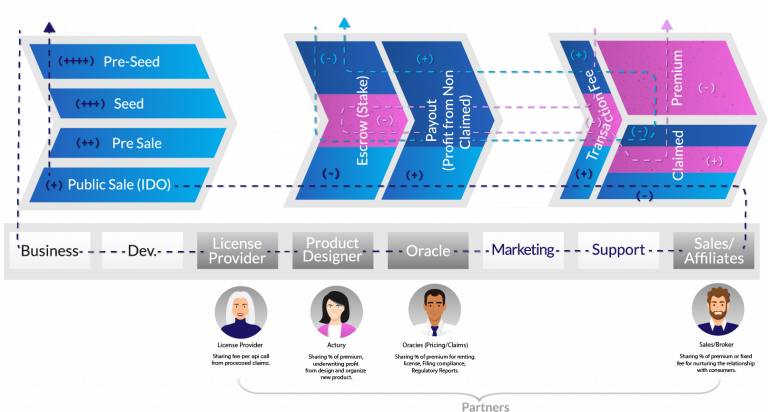 (++++) Pre-Seed
(+++) Seed
(++) Pre Sale
(+) Public Sale (IDO)
(-)
(-)
(-)
Escrow (Stake)
(+)
(+)
Payout
(Profit from Non
Claimed)
(+)
(+)
Transaction Fee
(-)
Premium
(-)
(-)
(+)
Claimed
(-)
Business
Dev.
License
Provider
Product
Designer
Oracle
Marketing
Support
Sales/
Affiliates
License Provider
Sharing fee per api call
from processed claims.
Actury
Sharing % of premium,
underwriting profit
from design and organize
new product.
Oracies (Pricing/Claims)
Sharing % of premium for renting.
license, Filing compliance,
Regulatory Reports.
Sales/Broker
Sharing % of premium or fixed
fee for nurturing the relationship
with consumers.
Partners